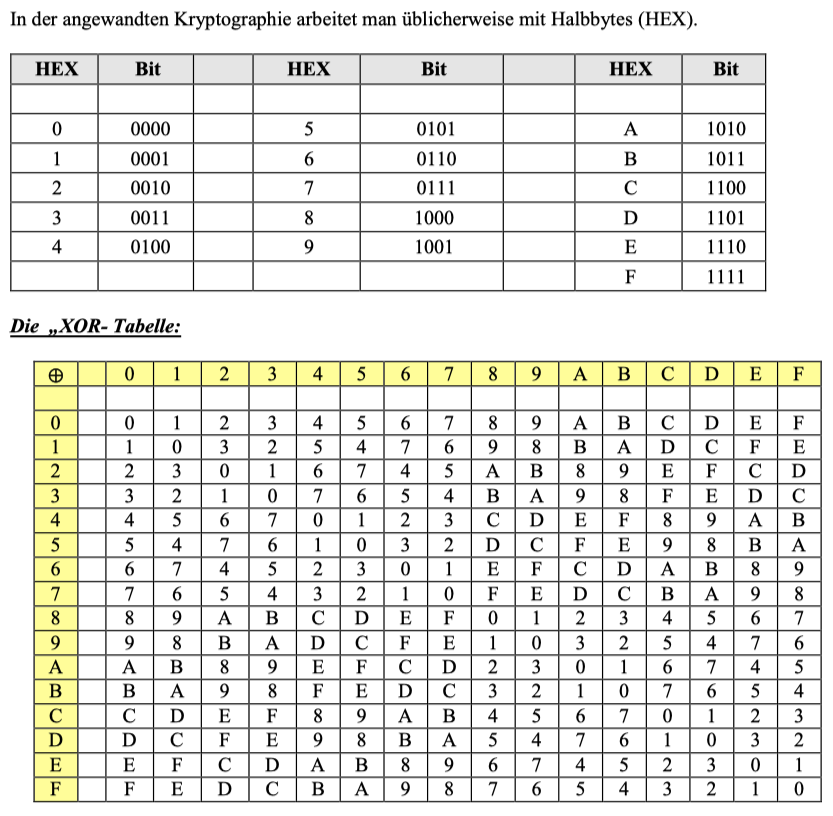 In der angewandten Kryptographie arbeitet man üblicherweise mit Halbbytes (HEX).
HEX Bit HEX Bit HEX Bit
0 0000 5 0101 A 1010
1 0001 6 0110 B 1011
2 0010 7 0111 C 1100
3 0011 8 1000 D 1101
4 0100 9 1001 E 1110
F 1111
Die „XOR- Tabelle:
⊕ 0 1 2 3 4 5 6 7 8 9 A B C D E F
0 0 1 2 3 4 5 6 7 8 9 A B C D E F
1 1 0 3 2 5 4 7 6 9 8 B A D C F E
2 2 3 0 1 6 7 4 5 A B 8 9 E F C D
3 3 2 1 0 7 6 5 4 B A 9 8 F E D C
4 4 5 6 7 0 1 2 3 C D E F 8 9 A B
5 5 4 7 6 1 0 3 2 D C F E 9 8 B A
6 6 7 4 5 2 3 0 1 E F C D A B 8 9
7 7 6 5 4 3 2 1 0 F E D C B A 9 8
8 8 9 A B C D E F 0 1 2 3 4 5 6 7
9 9 8 B A D C F E 1 0 3 2 5 4 7 6
A A B 8 9 E F C D 2 3 0 1 6 7 4 5
B B A 9 8 F E D C 3 2 1 0 7 6 5 4
C C D E F 8 9 A B 4 5 6 7 0 1 2 3
D D C F E 9 8 B A 5 4 7 6 1 0 3 2
E E F C D A B 8 9 6 7 4 5 2 3 0 1
F F E D C B A 9 8 7 6 5 4 3 2 1 0